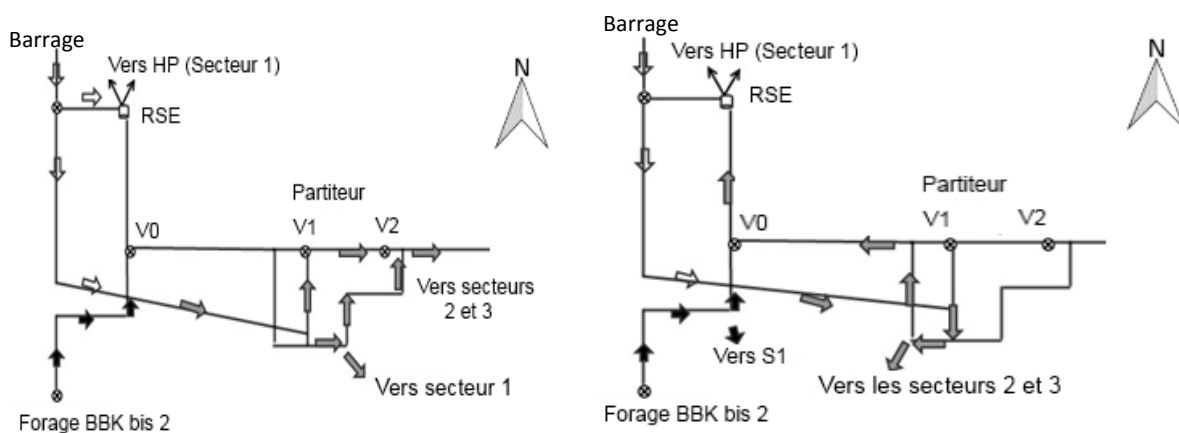 Barrage
Vers HP (Secteur 1)
RSE
N
Partiteur
V0
V1
V2
Vers secteurs
2 et 3
Vers secteur 1
Forage BBK bis 2
Barrage
Vers HP (Secteur 1)
RSE
N
Partiteur
V0
V1
V2
Vers S1
Vers les secteurs 2 et 3
Forage BBK bis 2